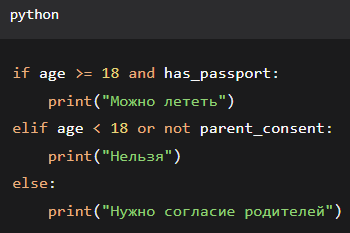 python
if age >= 18 and has_passport:
    print("Можно лететь")
elif age < 18 or not parent_consent:
    print("Нельзя")
else:
    print("Нужно согласие родителей")